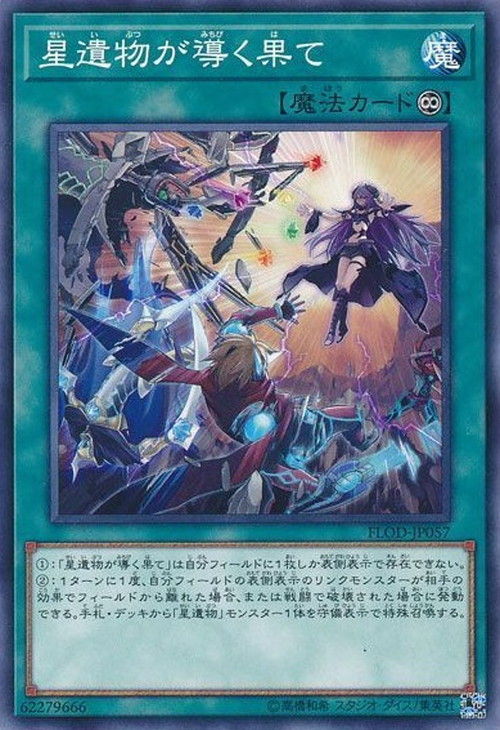 星遺物が導く果て
魔
【魔法カード∞】
FLOD-JP057
①:「星遺物が導く果て」は自分フィールドに1枚しか表側表示で存在できない。
②:1ターンに1度、自分フィールドの表側表示のリンクモンスターが相手の
効果でフィールドから離れた場合、または戦闘で破壊された場合に発動
できる。手札・デッキから「星遺物」モンスター1体を守備表示で特殊召喚する。
62279666
©高橋和希 スタジオ・ダイス/集英社